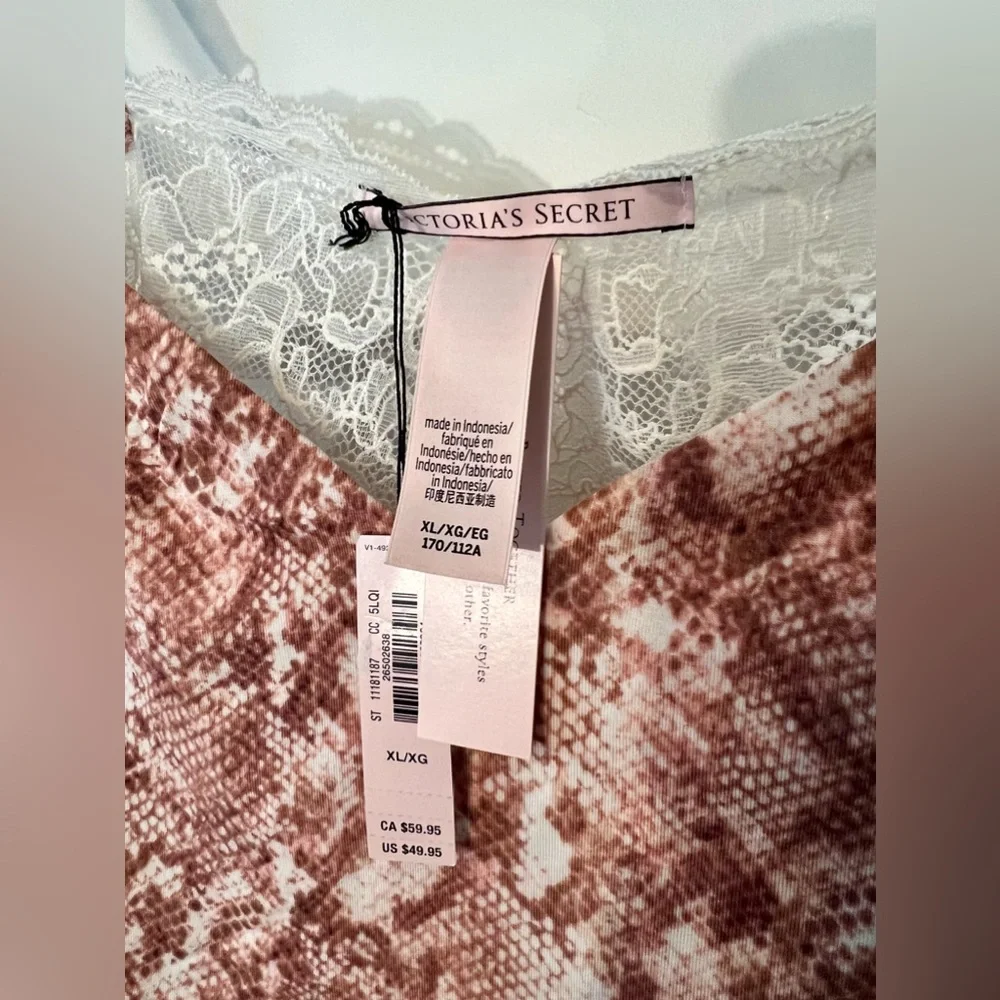 CTORIA'S SECRET
made in Indonesia/
fabriqué en
Indonésie/hecho en
Indonesia/fabbricato
in Indonesia/
印度尼西亚制造
XL/XG/EG
170/112A
favorite styles
other.
ST 11181187 CC 5LQI
26502638
XL/XG
CA $59.95
US $49.95